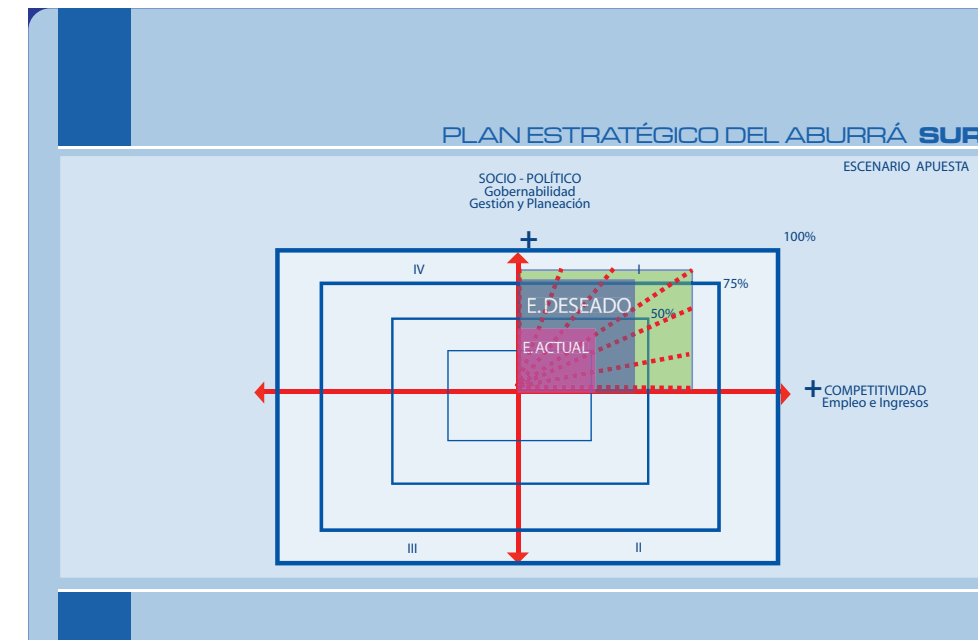 PLAN ESTRATÉGICO DEL ABURRÁ SUR
ESCENARIO APUESTA
SOCIO - POLÍTICO
Gobernabilidad
Gestión y Planeación
+
100%
IV
I
75%
E.DESEADO
50%
E.ACTUAL
+ COMPETITIVIDAD
Empleo e Ingresos
III
II